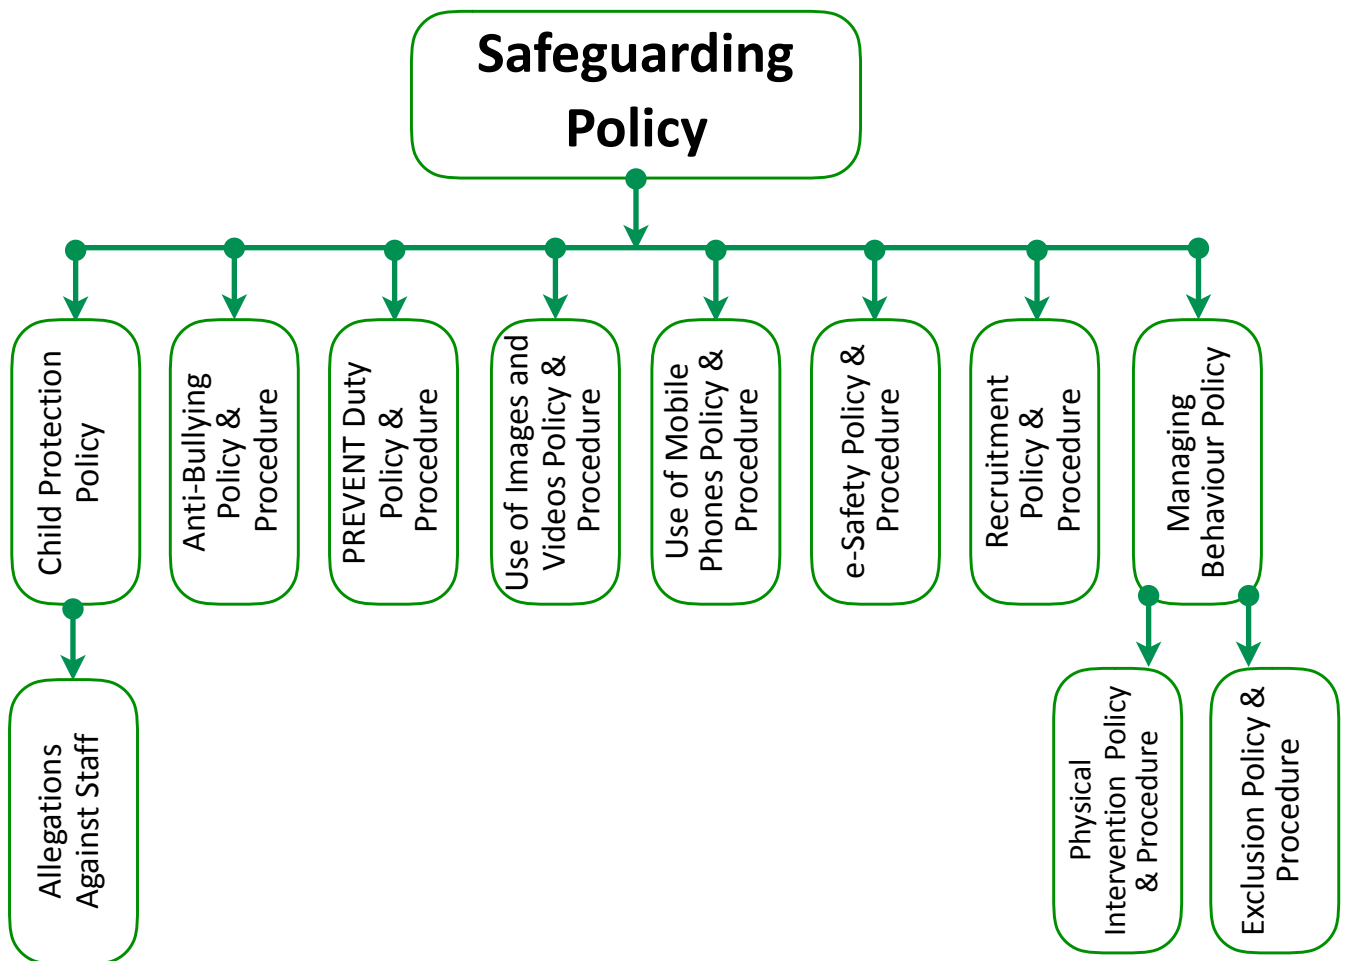 Safeguarding
Policy
Child Protection
Policy
Anti-Bullying
Policy &
Procedure
PREVENT Duty
Policy &
Procedure
Use of Images and
Videos Policy &
Procedure
Use of Mobile
Phones Policy &
Procedure
e-Safety Policy &
Procedure
Recruitment
Policy &
Procedure
Managing
Behaviour Policy
Allegations
Against Staff
Physical
Intervention Policy
& Procedure
Exclusion Policy &
Procedure